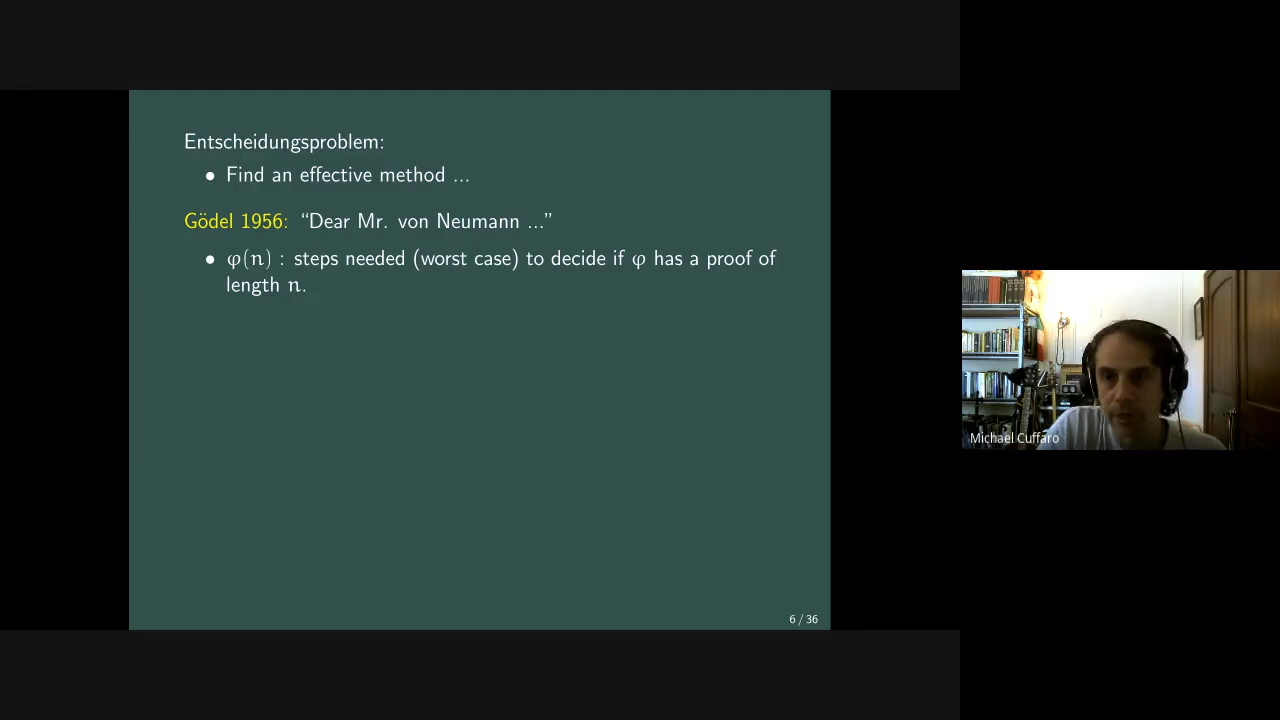 Entscheidungsproblem:
• Find an effective method ...
Gödel 1956: “Dear Mr. von Neumann ...”
• φ(n) : steps needed (worst case) to decide if φ has a proof of
length n.
6 / 36
Michael Cuffaro